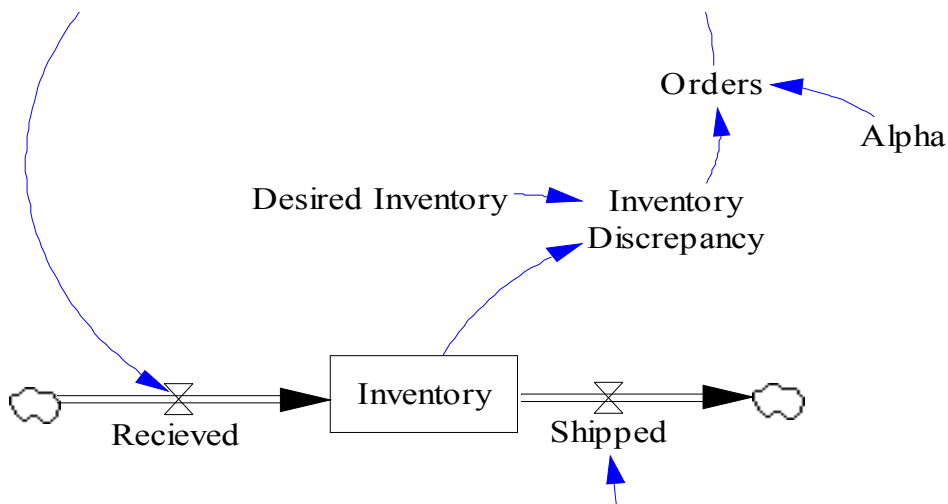 Orders
Alpha
Desired Inventory
Inventory
Discrepancy
Inventory
Recieved
Shipped